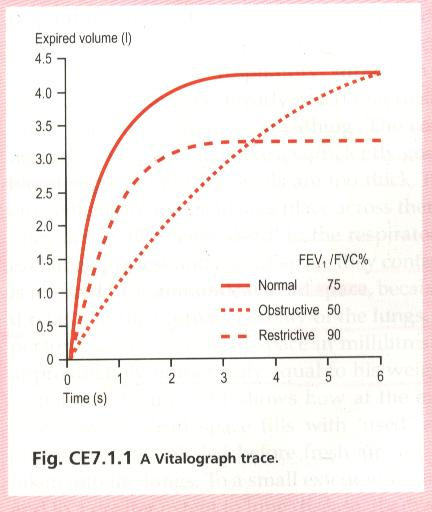 Expired volume (l)
4.5
4.0
3.5
3.0
2.5
2.0
1.5
1.0
0.5
0
0 1 2 3 4 5 6
Time (s)
FEV₁ /FVC%
Normal 75
Obstructive 50
Restrictive 90
Fig. CE7.1.1 A Vitalograph trace.